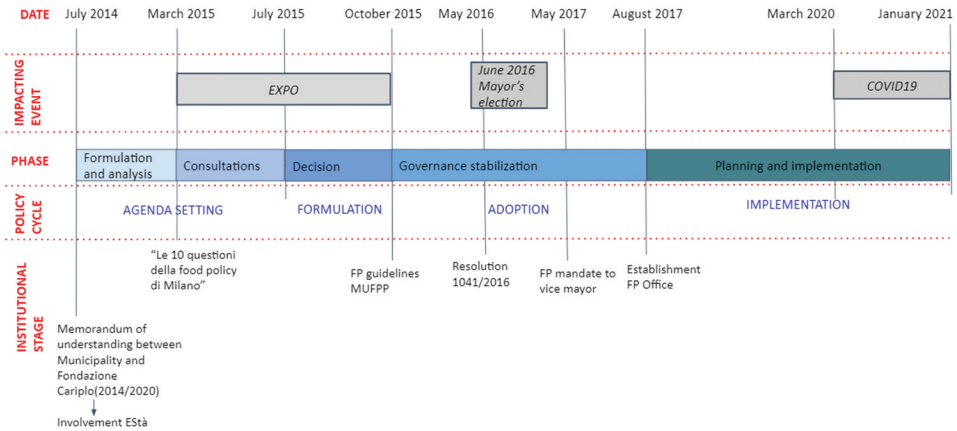 DATE
July 2014
March 2015
July 2015
October 2015
May 2016
May 2017
August 2017
March 2020
January 2021
IMPACTING
EVENT
EXPO
June 2016
Mayor's
election
COVID19
PHASE
Formulation
and analysis
Consultations
Decision
Governance stabilization
Planning and implementation
POLICY
CYCLE
AGENDA SETTING
FORMULATION
ADOPTION
IMPLEMENTATION
INSTITUTIONAL
STAGE
"Le 10 questioni
della food policy
di Milano"
FP guidelines
MUFPP
Resolution
1041/2016
FP mandate to
vice mayor
Establishment
FP Office
Memorandum of
understanding between
Municipality and
Fondazione
Cariplo(2014/2020)
Involvement EStà